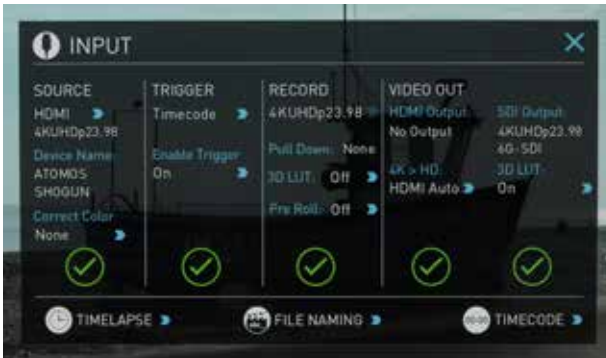 INPUT
SOURCE
HDMI
4KUHDp23.98
Device Name:
ATOMOS
SHOGUN
Correct Color
None
TRIGGER
Timecode
Enable Trigger
On
RECORD
4KUHDp23.98
Pull Down: None
3D LUT: Off
Pre Roll: Off
VIDEO OUT
HDMI Output:
No Output
4K > HD:
HDMI Auto
SDI Output:
4KUHDp23.98
6G-SDI
3D LUT:
On
TIMELAPSE
FILE NAMING
00:00 TIMECODE